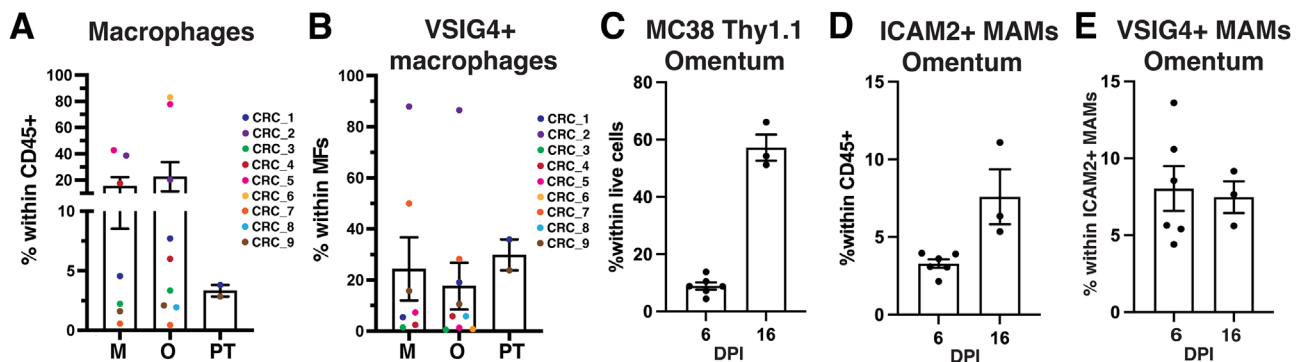 A
Macrophages
% within CD45+
100
80
60
40
20
10
5
0
M O PT
CRC_1
CRC_2
CRC_3
CRC_4
CRC_5
CRC_6
CRC_7
CRC_8
CRC_9
B
VSIG4+
macrophages
% within MFs
100
80
60
40
20
0
M O PT
CRC_1
CRC_2
CRC_3
CRC_4
CRC_5
CRC_6
CRC_7
CRC_8
CRC_9
C
MC38 Thy1.1
Omentum
%within live cells
80
60
40
20
0
6 16
DPI
D
ICAM2+ MAMs
Omentum
%within CD45+
15
10
5
0
6 16
DPI
E
VSIG4+ MAMs
Omentum
% within ICAM2+ MAMs
15
10
5
0
6 16
DPI